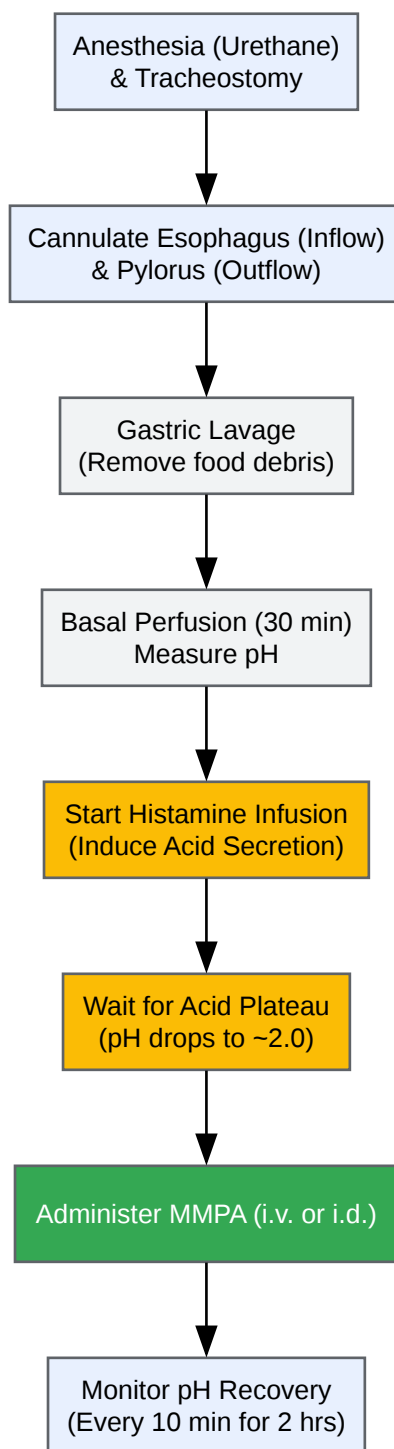 Anesthesia (Urethane)
& Tracheostomy
Cannulate Esophagus (Inflow)
& Pylorus (Outflow)
Gastric Lavage
(Remove food debris)
Basal Perfusion (30 min)
Measure pH
Start Histamine Infusion
(Induce Acid Secretion)
Wait for Acid Plateau
(pH drops to ~2.0)
Administer MMPA (i.v. or i.d.)
Monitor pH Recovery
(Every 10 min for 2 hrs)